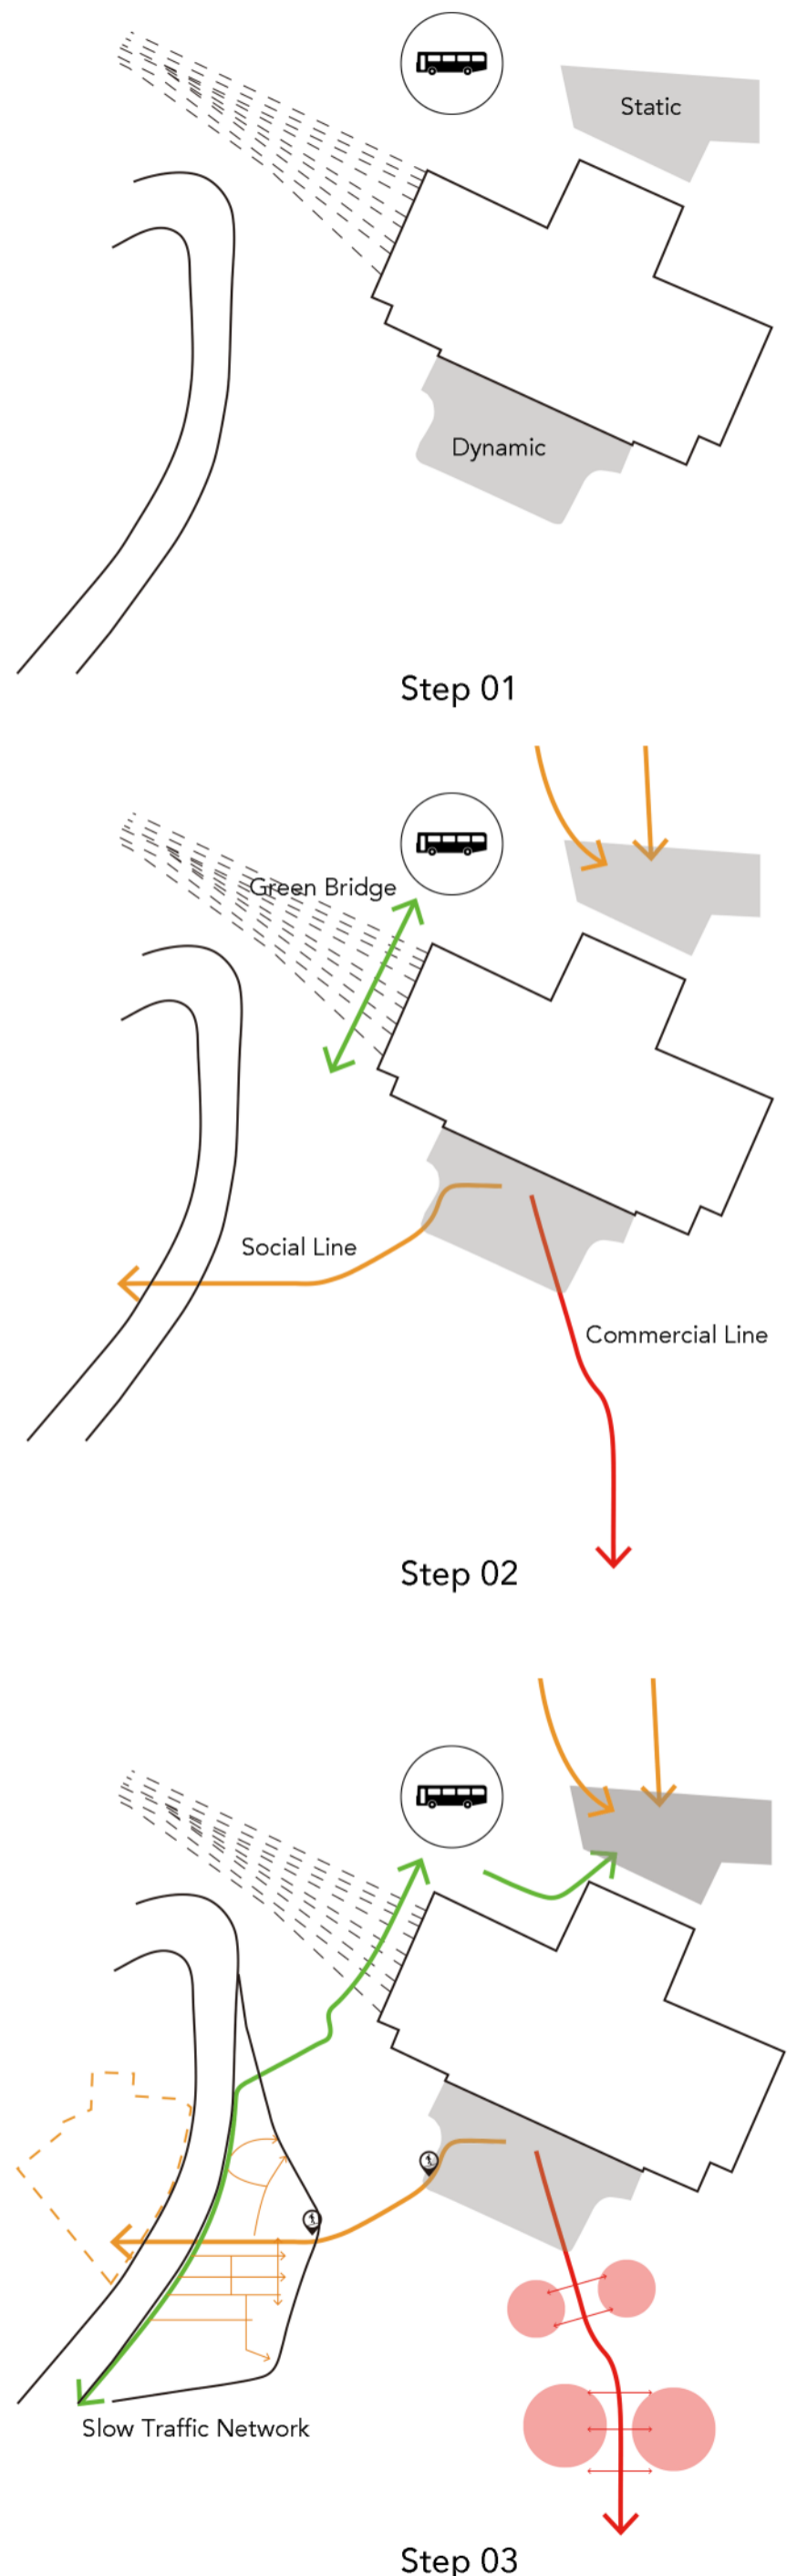 Static
Dynamic
Step 01
Green Bridge
Social Line
Commercial Line
Step 02
Slow Traffic Network
Step 03